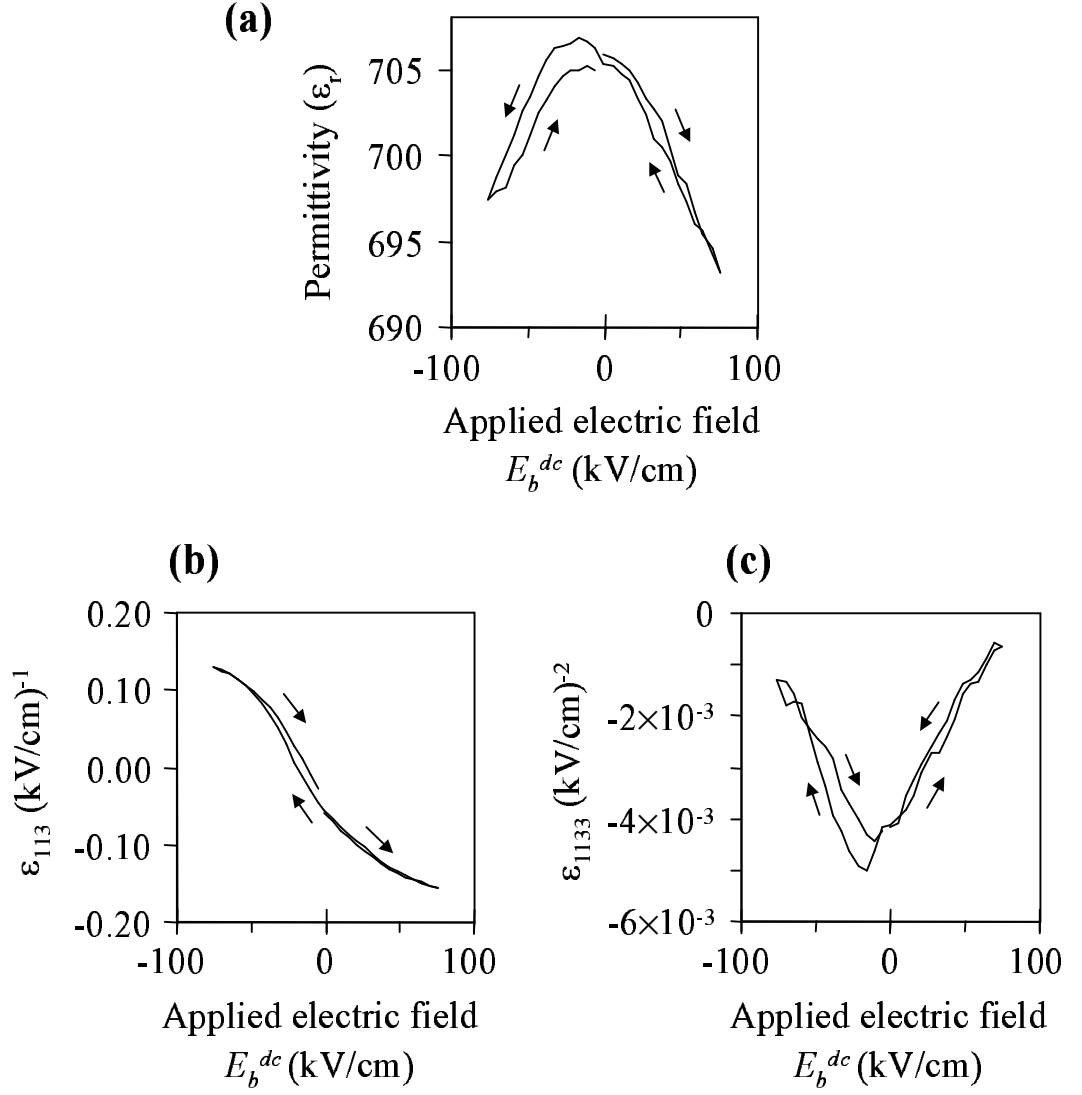 (a)
Permittivity (εr)
705
700
695
690
-100 0 100
Applied electric field
Eb^dc (kV/cm)
(b)
ε113 (kV/cm)^-1
0.20
0.10
0.00
-0.10
-0.20
-100 0 100
Applied electric field
Eb^dc (kV/cm)
(c)
ε1133 (kV/cm)^-2
0
-2×10^-3
-4×10^-3
-6×10^-3
-100 0 100
Applied electric field
Eb^dc (kV/cm)